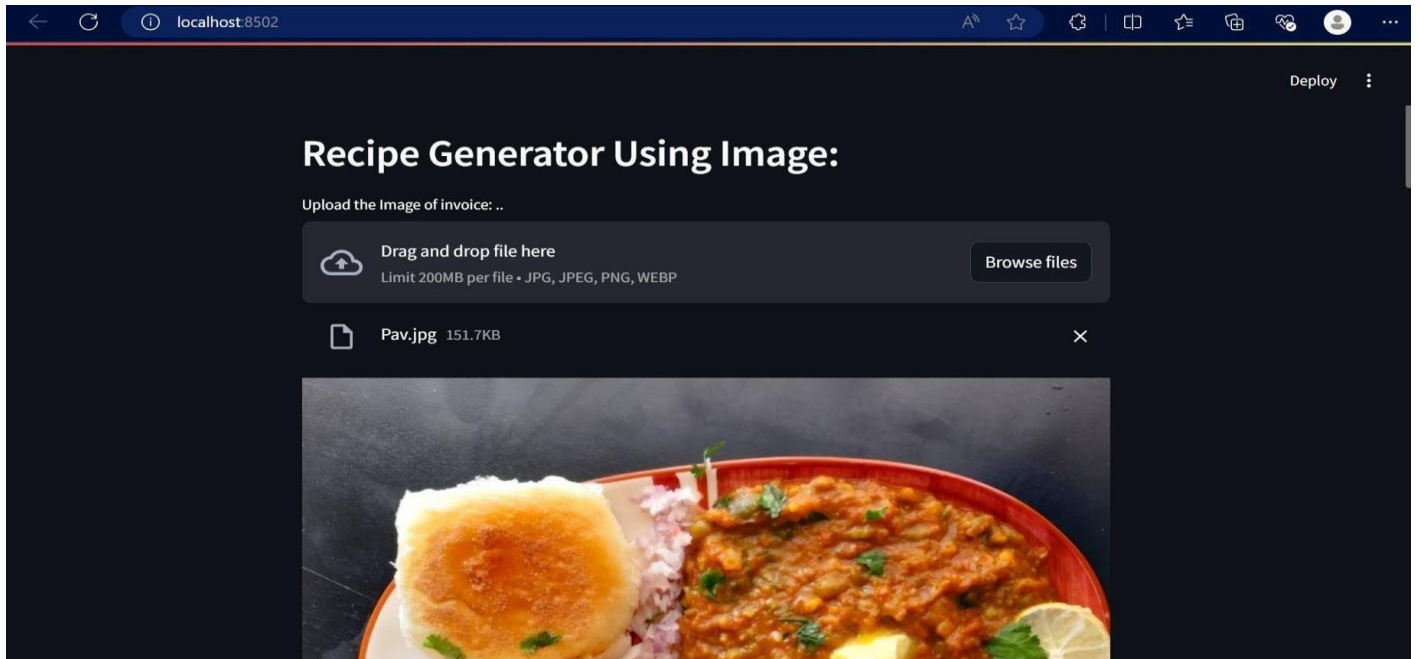 localhost:8502
Deploy
Recipe Generator Using Image:
Upload the Image of invoice: ..
Drag and drop file here
Limit 200MB per file • JPG, JPEG, PNG, WEBP
Browse files
Pav.jpg 151.7KB